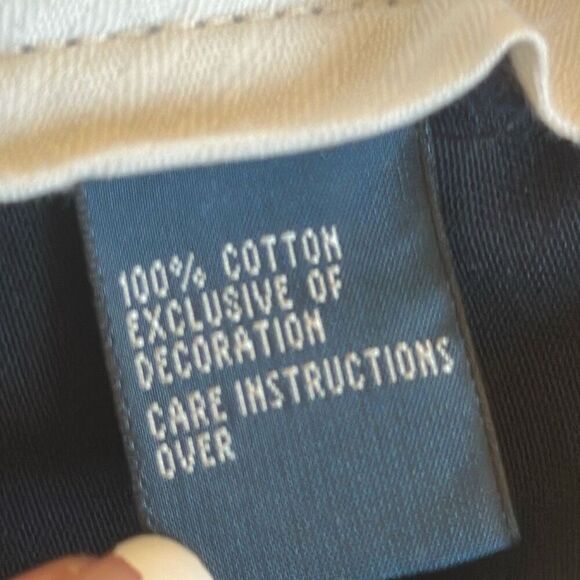 100% COTTON
EXCLUSIVE OF
DECORATION
CARE INSTRUCTIONS
OVER